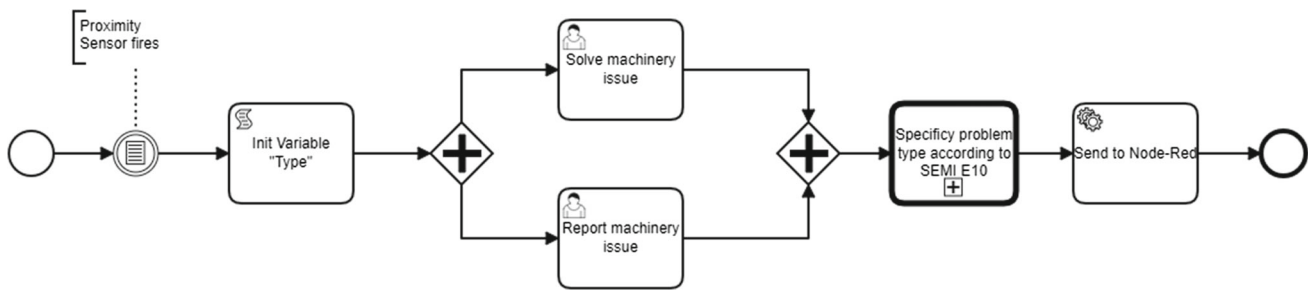 Proximity
Sensor fires
Init Variable
"Type"
Solve machinery
issue
Report machinery
issue
Specificy problem
type according to
SEMI E10
Send to Node-Red